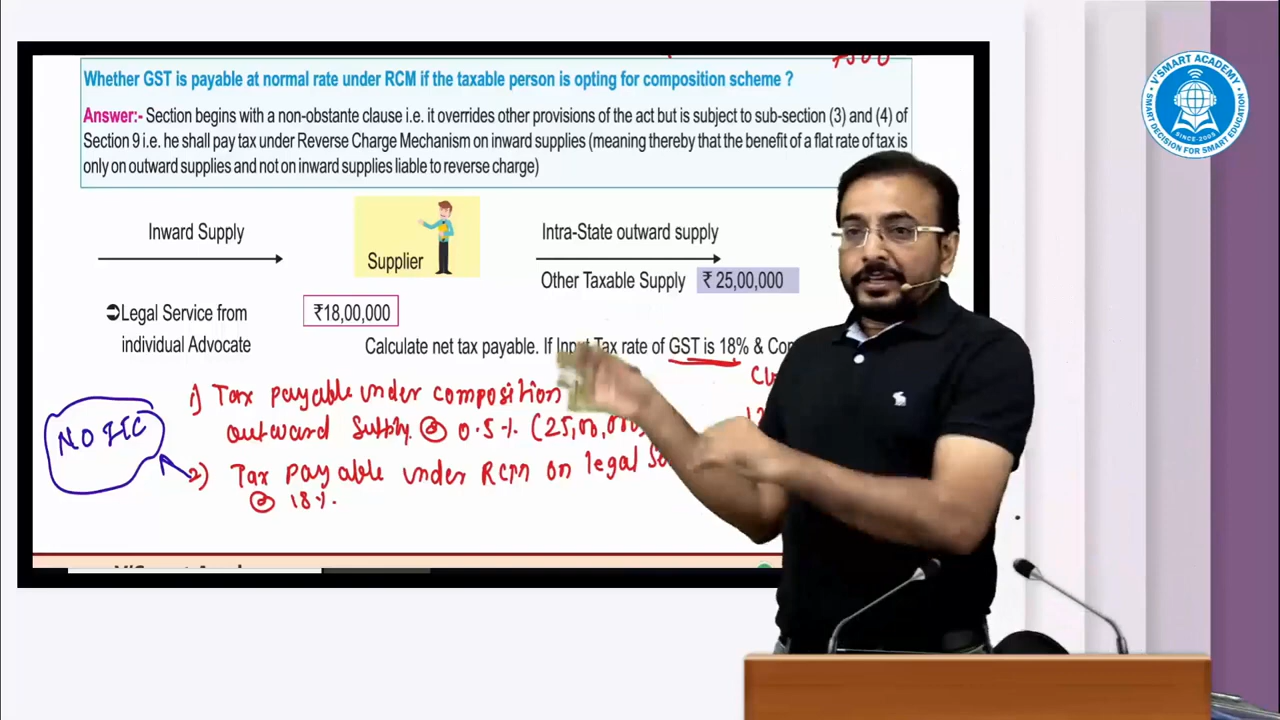 7500
Whether GST is payable at normal rate under RCM if the taxable person is opting for composition scheme ?
Answer:- Section begins with a non-obstante clause i.e. it overrides other provisions of the act but is subject to sub-section (3) and (4) of
Section 9 i.e. he shall pay tax under Reverse Charge Mechanism on inward supplies (meaning thereby that the benefit of a flat rate of tax is
only on outward supplies and not on inward supplies liable to reverse charge)
Inward Supply
Supplier
Intra-State outward supply
Other Taxable Supply ₹ 25,00,000
➲Legal Service from
individual Advocate
₹18,00,000
Calculate net tax payable. If Input Tax rate of GST is 18% &
1) Tax payable under composition
outward Supply @ 0.5% (25,00,000)
2) Tax payable under RCM on legal
@ 18%.
NO ITC
V'SMART ACADEMY
SMART DECISION FOR SMART EDUCATION
SINCE-2005